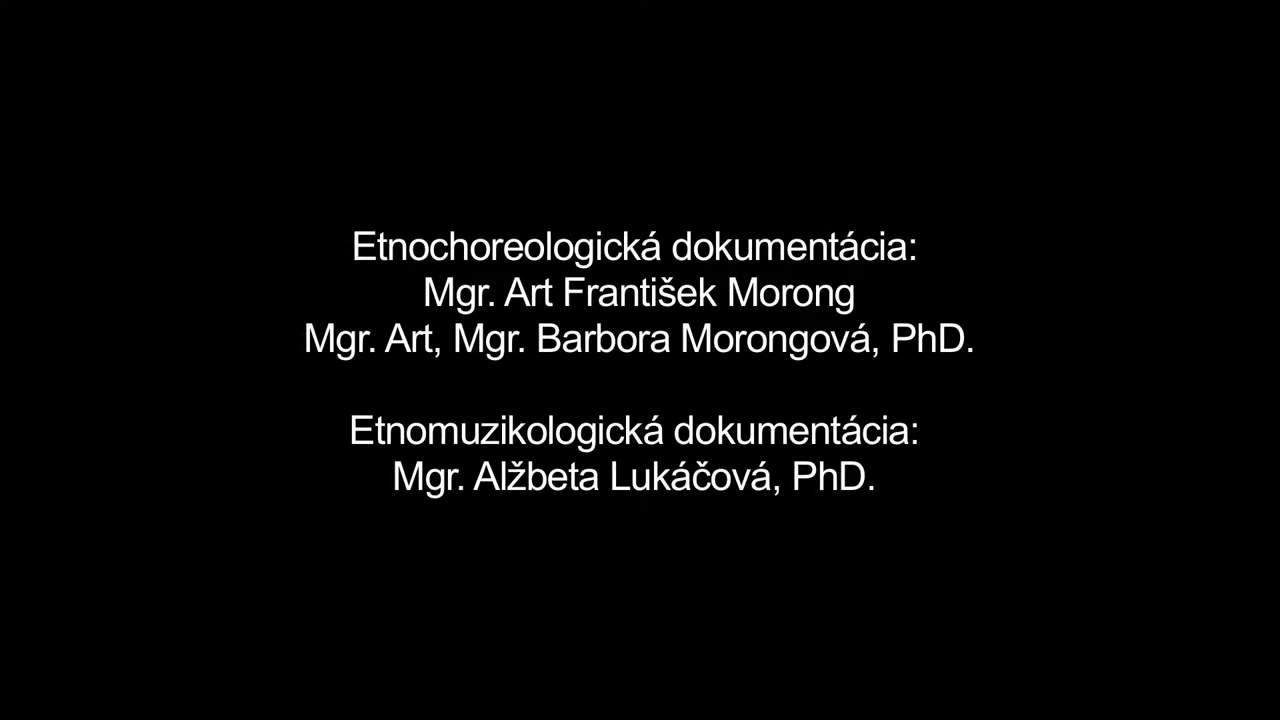 Etnochoreologická dokumentácia:
Mgr. Art František Morong
Mgr. Art, Mgr. Barbora Morongová, PhD.
Etnomuzikologická dokumentácia:
Mgr. Alžbeta Lukáčová, PhD.